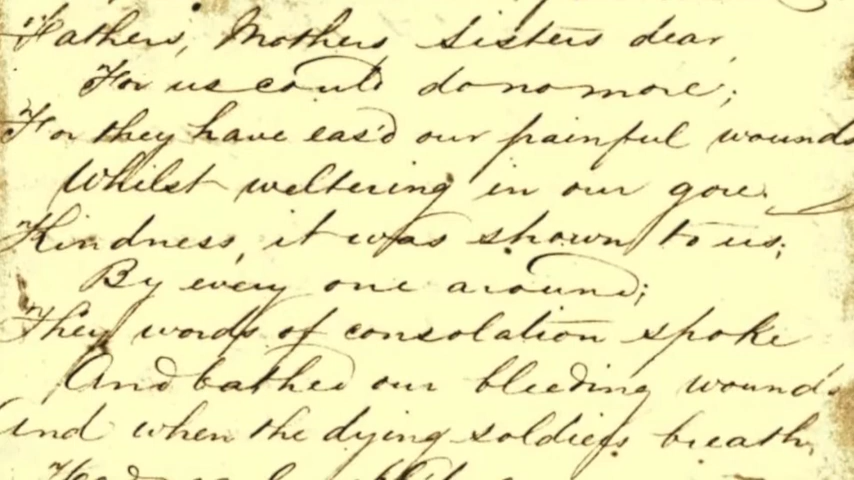 Fathers, Mothers Sisters dear,
For us could do no more;
For they have eas'd our painful wounds
Whilst weltering in our gore.
Kindness, it was shown to us;
By every one around;
They words of consolation spoke
And bathed our bleeding wounds
And when the dying soldiers breath,